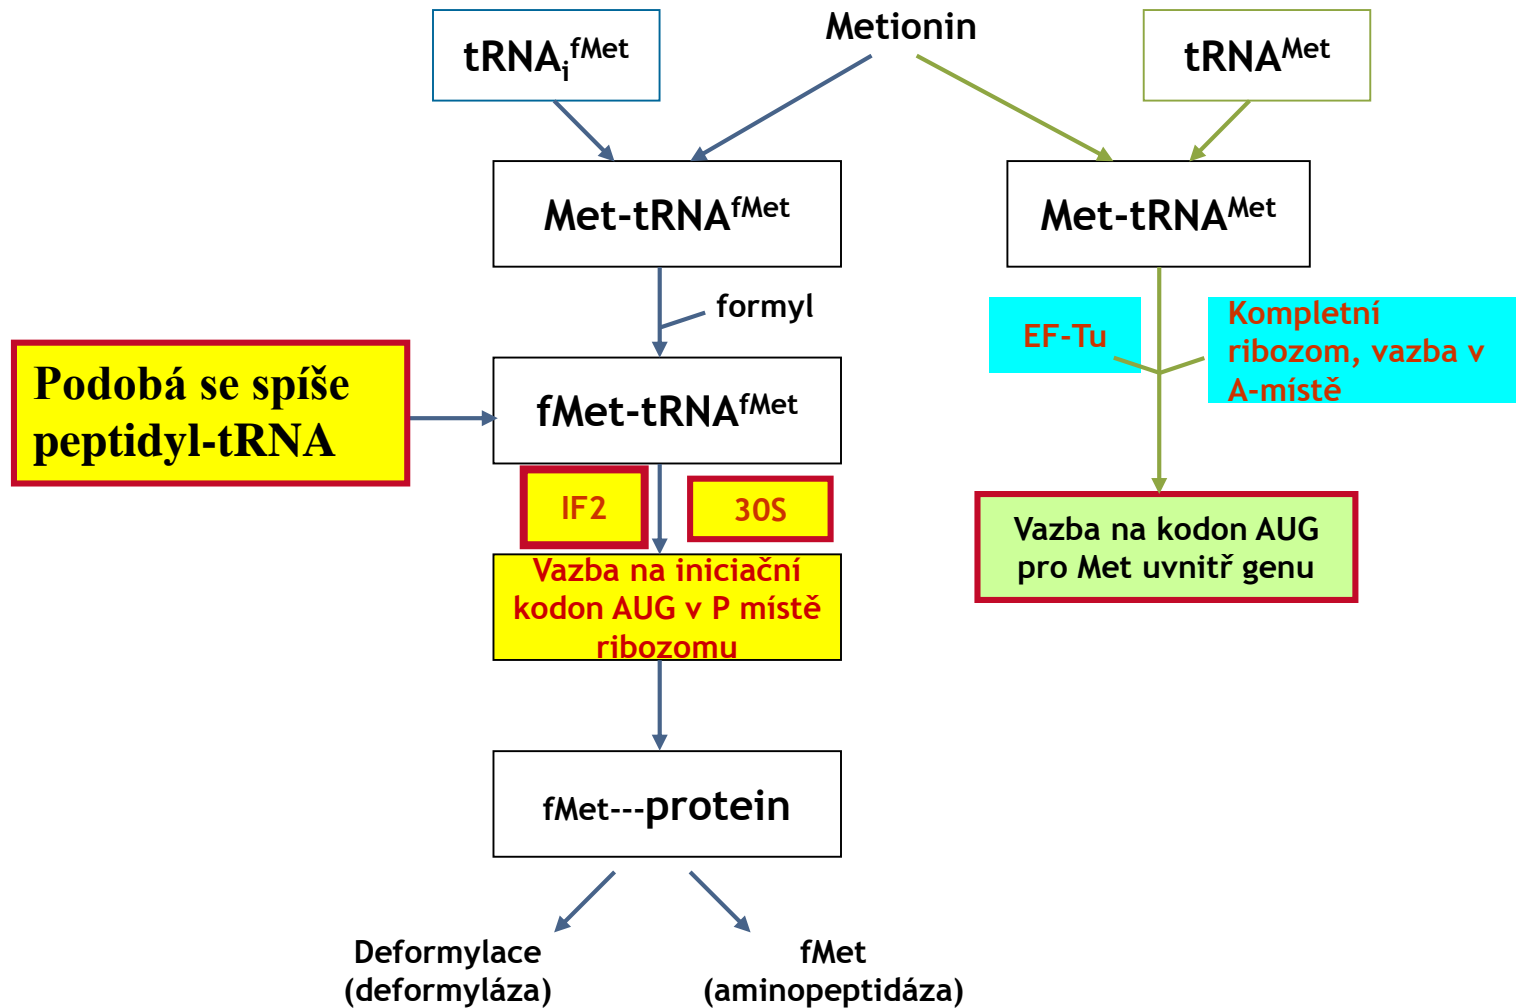 tRNAᵢfMet
Metionin
tRNAMet
Met-tRNAfMet
Met-tRNAMet
formyl
EF-Tu
Kompletní
ribozom, vazba v
A-místě
Podobá se spíše
peptidyl-tRNA
fMet-tRNAfMet
IF2
30S
Vazba na kodon AUG
pro Met uvnitř genu
Vazba na iniciační
kodon AUG v P místě
ribozomu
fMet---protein
Deformylace
(deformyláza)
fMet
(aminopeptidáza)